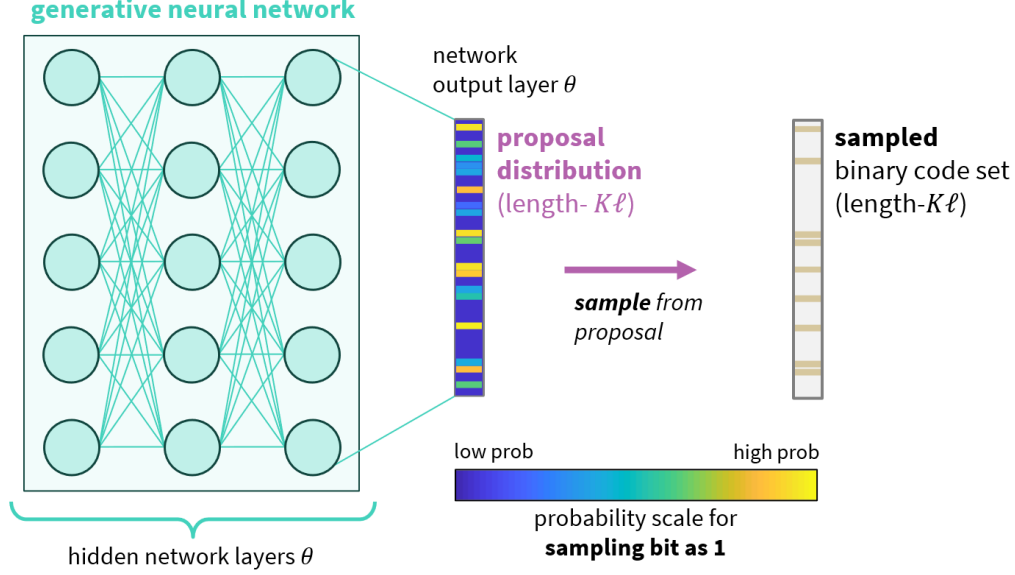 generative neural network
network
output layer θ
proposal
distribution
(length- Kℓ)
sampled
binary code set
(length-Kℓ)
sample from
proposal
low prob
high prob
probability scale for
sampling bit as 1
hidden network layers θ